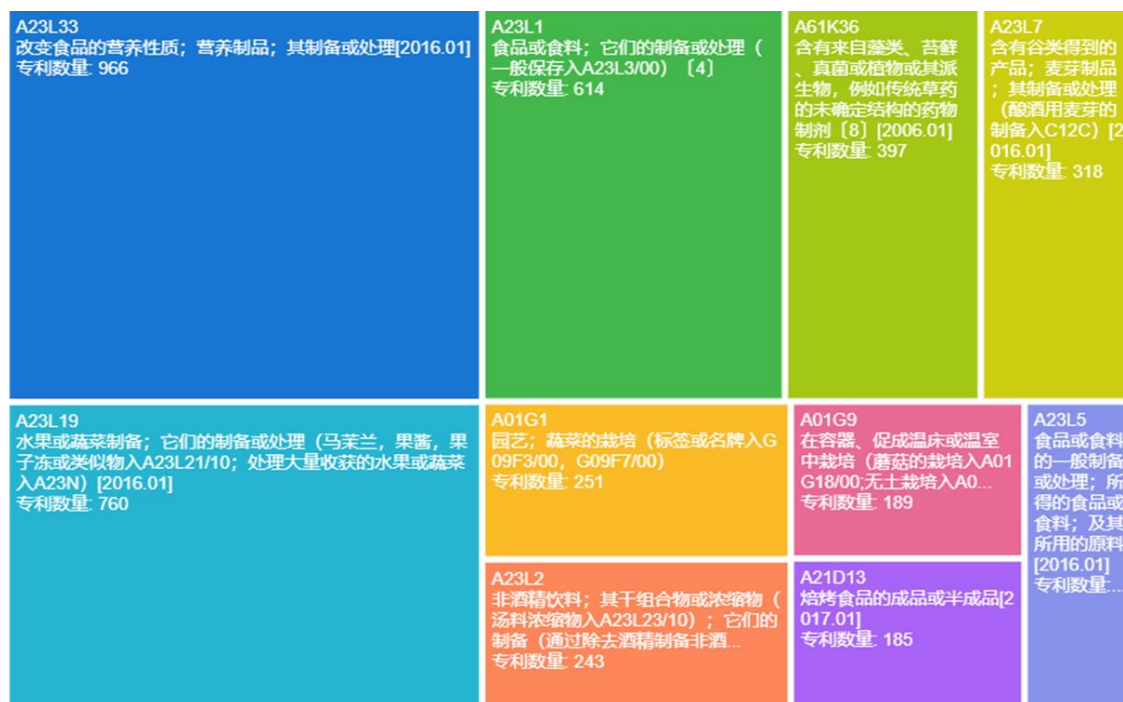 A23L33
改变食品的营养性质；营养制品；其制备或处理[2016.01]
专利数量: 966
A23L1
食品或食料；它们的制备或处理（
一般保存入A23L3/00）〔4〕
专利数量: 614
A61K36
含有来自藻类、苔藓
、真菌或植物或其派
生物，例如传统草药
的未确定结构的药物
制剂〔8〕[2006.01]
专利数量: 397
A23L7
含有谷类得到的
产品；麦芽制品
；其制备或处理
（酿酒用麦芽的
制备入C12C）[2
016.01]
专利数量: 318
A23L19
水果或蔬菜制备；它们的制备或处理（马茉兰，果酱，果
子冻或类似物入A23L21/10；处理大量收获的水果或蔬菜
入A23N）[2016.01]
专利数量: 760
A01G1
园艺；蔬菜的栽培（标签或名牌入G
09F3/00，G09F7/00）
专利数量: 251
A01G9
在容器、促成温床或温室
中栽培（蘑菇的栽培入A01
G18/00;无土栽培入A0...
专利数量: 189
A23L5
食品或食料
的一般制备
或处理；所
得的食品或
食料；及其
所用的原料
[2016.01]
专利数量:...
A23L2
非酒精饮料；其干组合物或浓缩物（
汤料浓缩物入A23L23/10）；它们的
制备（通过除去酒精制备非酒...
专利数量: 243
A21D13
焙烤食品的成品或半成品[2
017.01]
专利数量: 185